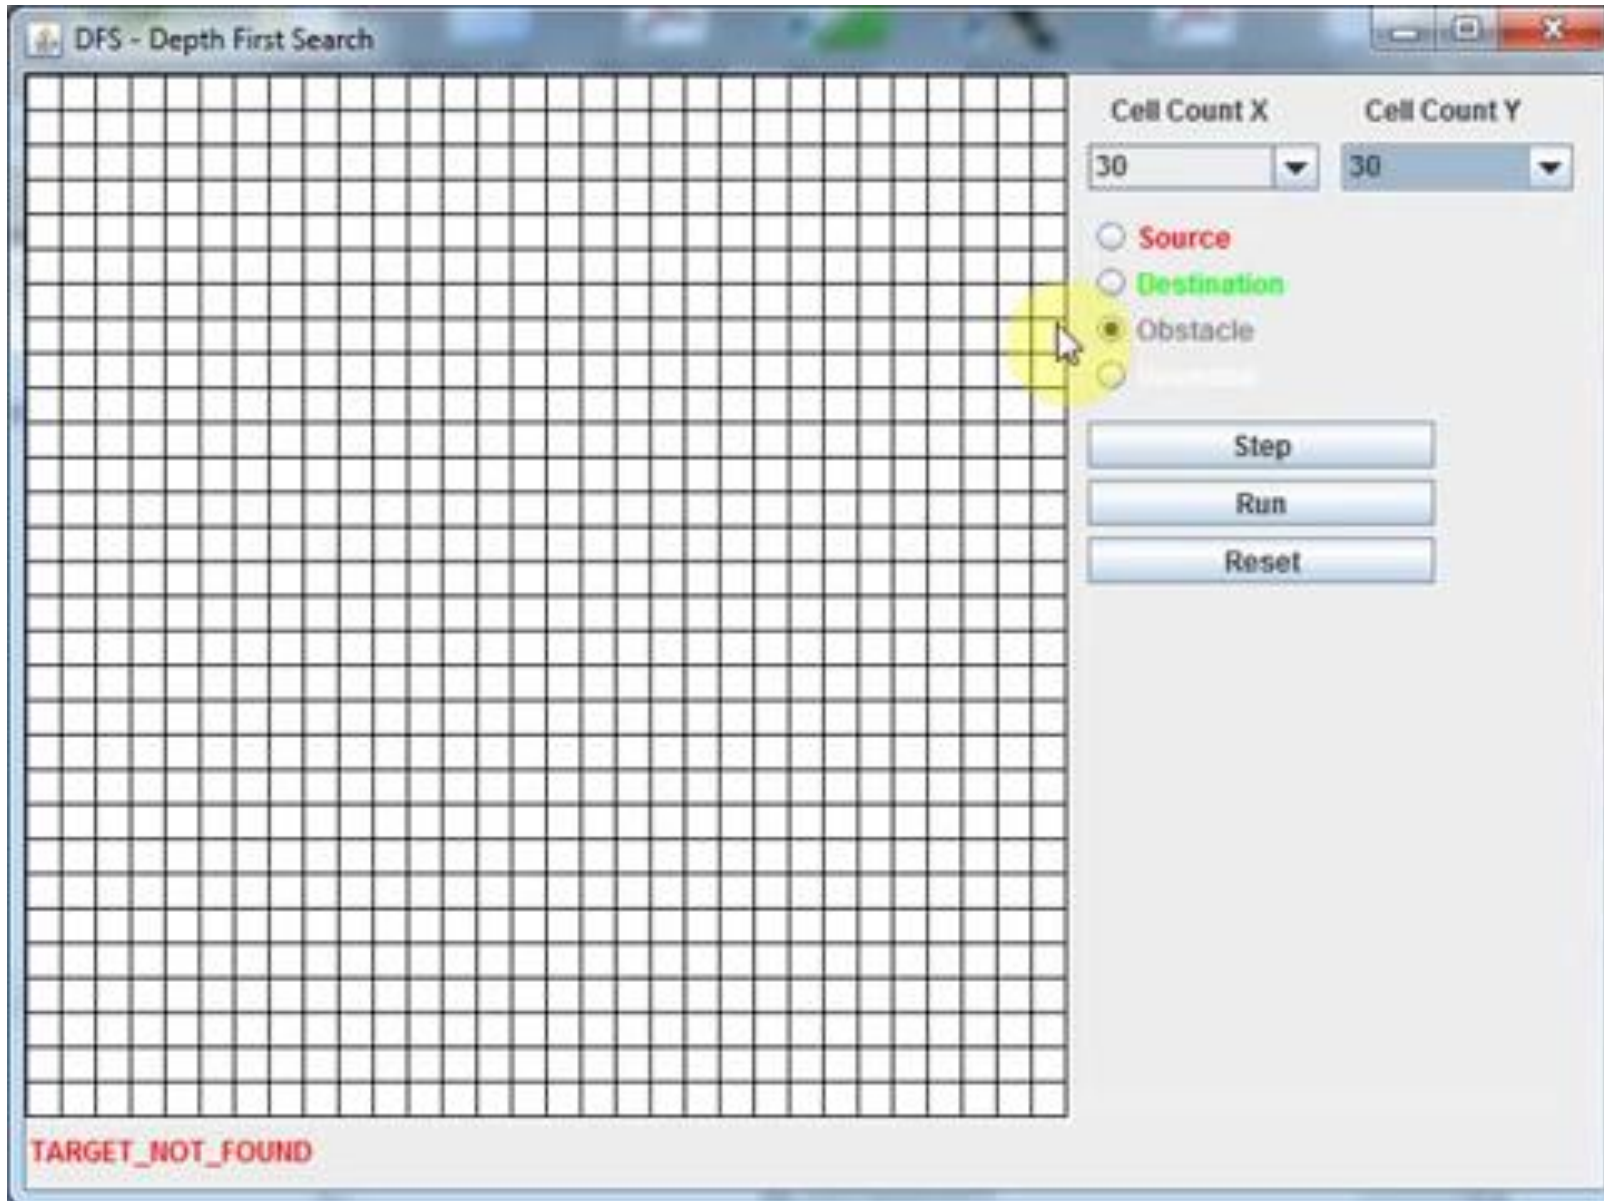 DFS - Depth First Search
Cell Count X Cell Count Y
30 30
Source
Destination
Obstacle
Step
Run
Reset
TARGET_NOT_FOUND